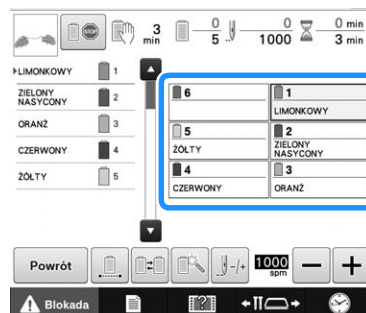 3 min
0 5
0 1000
0 min 3 min
LIMONKOWY 1
ZIELONY NASYCONY 2
ORANŻ 3
CZERWONY 4
ŻÓŁTY 5
6
1 LIMONKOWY
5 ŻÓŁTY
2 ZIELONY NASYCONY
4 CZERWONY
3 ORANŻ
Powrót
-/+
1000 spm
− +
Blokada